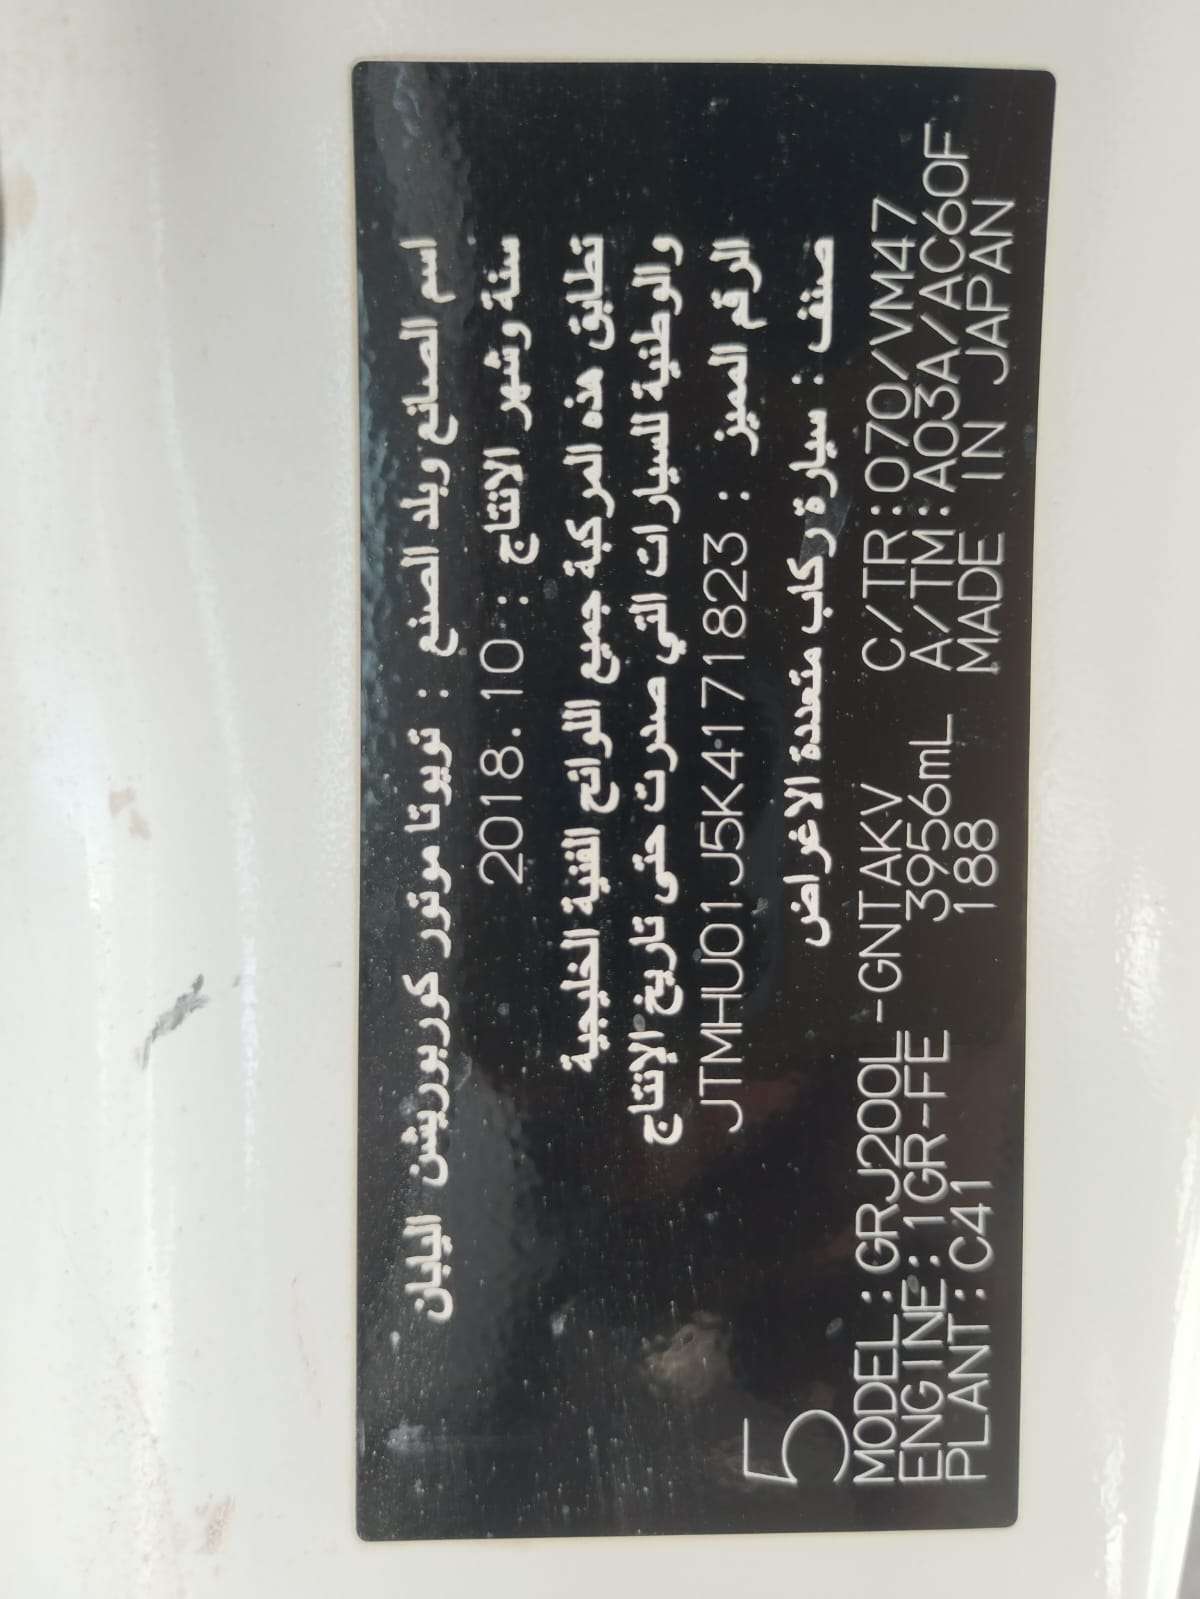 اسم الصانع وبلد الصنع : تويوتا موتور كوربوريشن اليابان
سنة وشهر الانتاج : 2018.10
تطابق هذه المركبة جميع اللوائح الفنية الخليجية
والوطنية للسيارات التي صدرت حتى تاريخ الإنتاج
الرقم المميز : JTMHU01J5K4171823
صنف : سيارة ركاب متعددة الاغراض
5
MODEL:GRJ200L-GNTAKV C/TR:070/VM47
ENGINE:1GR-FE 3956mL A/TM:A03A/AC60F
PLANT:C41 188 MADE IN JAPAN